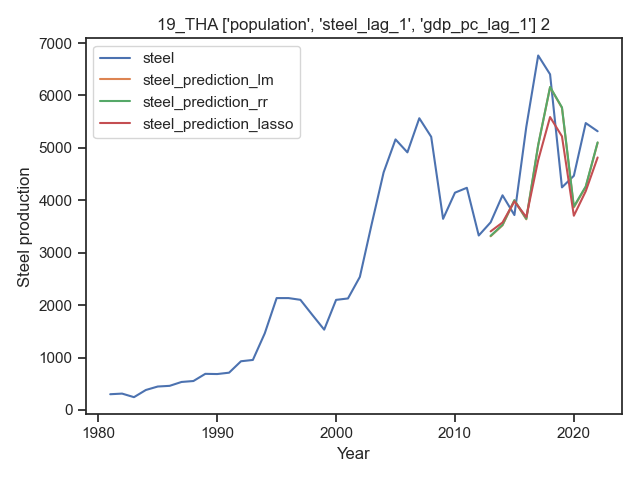 19_THA ['population', 'steel_lag_1', 'gdp_pc_lag_1'] 2
7000
6000
5000
4000
3000
2000
1000
0
Steel production
steel
steel_prediction_lm
steel_prediction_rr
steel_prediction_lasso
1980
1990
2000
2010
2020
Year